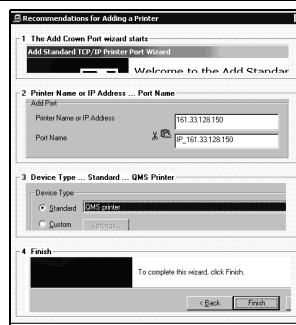 Recommendations for Adding a Printer
1 The Add Crown Port wizard starts
Add Standard TCP/IP Printer Port Wizard
Welcome to the Add Standar
2 Printer Name or IP Address ... Port Name
Add Port
Printer Name or IP Address
161.33.128.150
Port Name
IP_161.33.128.150
3 Device Type ... Standard ... QMS Printer
Device Type
Standard
QMS printer
Custom
Settings...
4 Finish
To complete this wizard, click Finish.
< Back
Finish